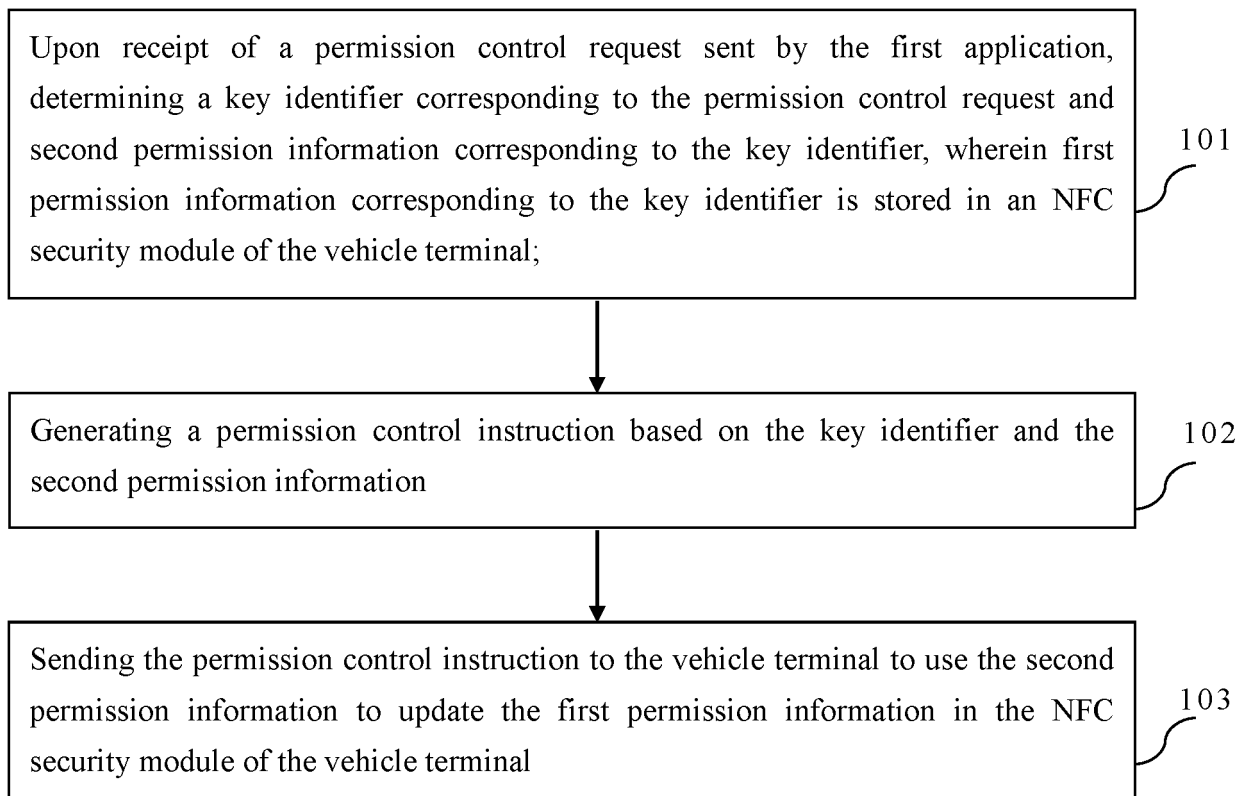 Upon receipt of a permission control request sent by the first application,
determining a key identifier corresponding to the permission control request and
second permission information corresponding to the key identifier, wherein first
permission information corresponding to the key identifier is stored in an NFC
security module of the vehicle terminal;
101
Generating a permission control instruction based on the key identifier and the
second permission information
102
Sending the permission control instruction to the vehicle terminal to use the second
permission information to update the first permission information in the NFC
security module of the vehicle terminal
103